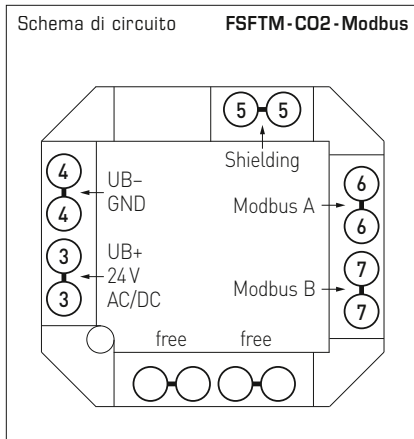 Schema di circuito FSFTM-CO2-Modbus
5 5
Shielding
4
4
UB–
GND
3
3
UB+
24V
AC/DC
6
6
Modbus A
7
7
Modbus B
free free